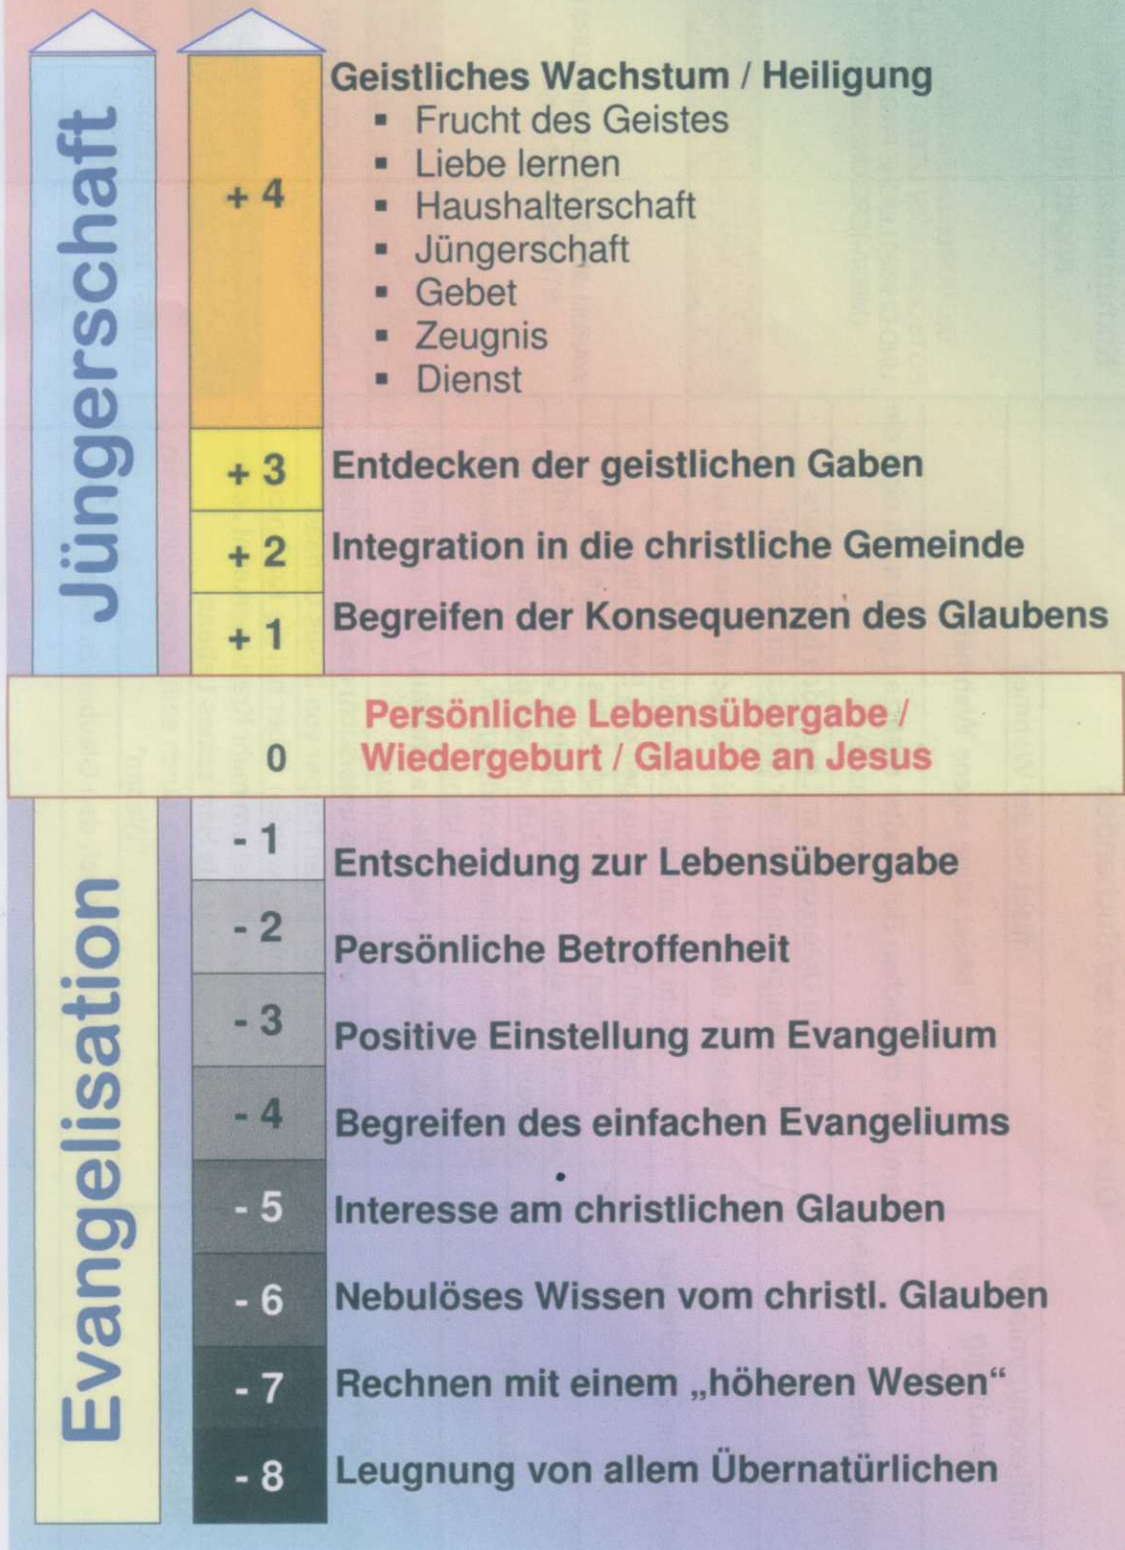 Jüngerschaft
+ 4
Geistliches Wachstum / Heiligung
▪ Frucht des Geistes
▪ Liebe lernen
▪ Haushalterschaft
▪ Jüngerschaft
▪ Gebet
▪ Zeugnis
▪ Dienst
+ 3 Entdecken der geistlichen Gaben
+ 2 Integration in die christliche Gemeinde
+ 1 Begreifen der Konsequenzen des Glaubens
0
Persönliche Lebensübergabe /
Wiedergeburt / Glaube an Jesus
Evangelisation
- 1 Entscheidung zur Lebensübergabe
- 2 Persönliche Betroffenheit
- 3 Positive Einstellung zum Evangelium
- 4 Begreifen des einfachen Evangeliums
- 5 Interesse am christlichen Glauben
- 6 Nebulöses Wissen vom christl. Glauben
- 7 Rechnen mit einem „höheren Wesen“
- 8 Leugnung von allem Übernatürlichen